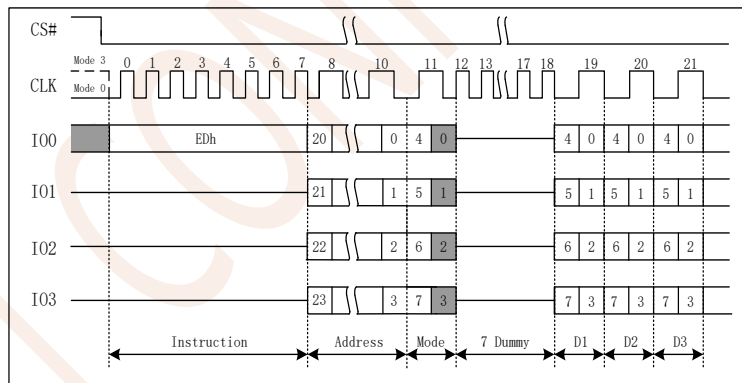 CS#
Mode 3 0 1 2 3 4 5 6 7 8 10 11 12 13 17 18 19 20 21
CLK
Mode 0
IO0 EDh 20 0 4 0 4 0 4 0 4 0
IO1 21 1 5 1 5 1 5 1 5 1
IO2 22 2 6 2 6 2 6 2 6 2
IO3 23 3 7 3 7 3 7 3 7 3
Instruction Address Mode 7 Dummy D1 D2 D3